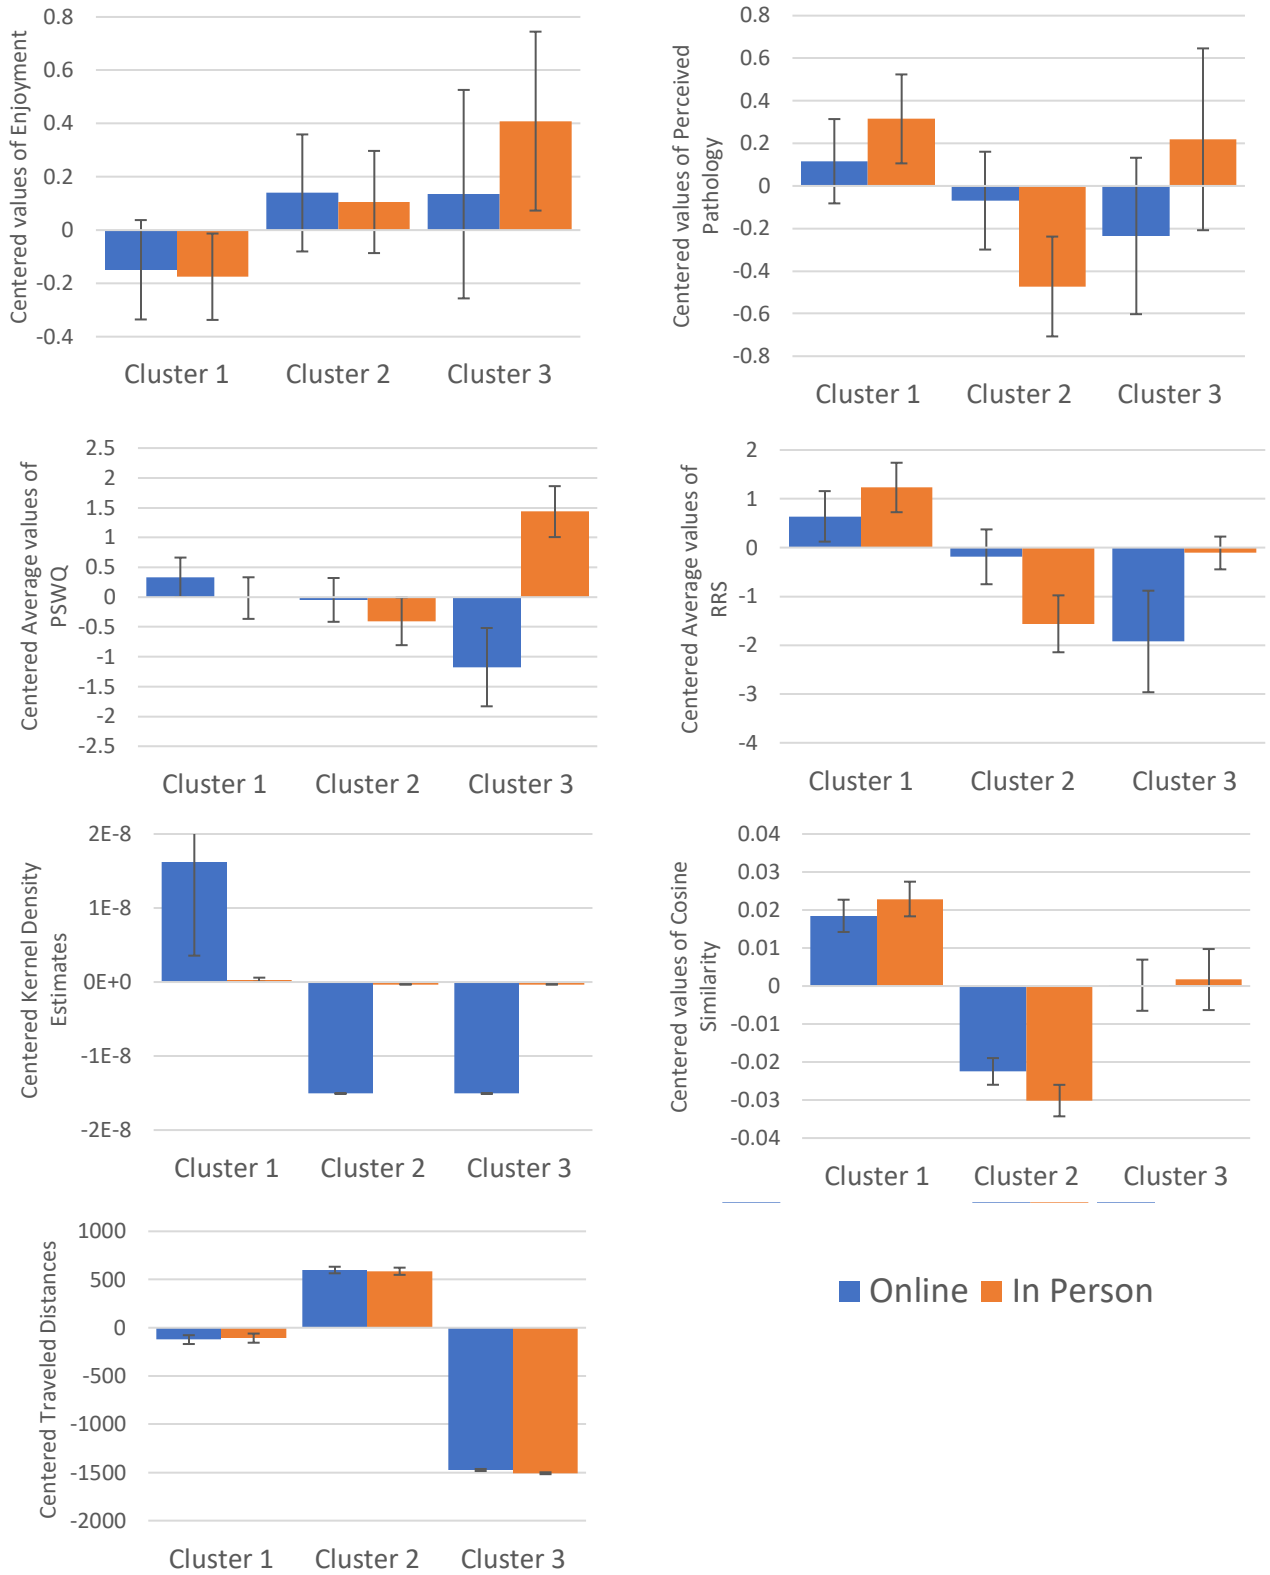 Centered values of Enjoyment
0.8
0.6
0.4
0.2
0
-0.2
-0.4
Cluster 1 Cluster 2 Cluster 3
Centered values of Perceived
Pathology
0.8
0.6
0.4
0.2
0
-0.2
-0.4
-0.6
-0.8
Cluster 1 Cluster 2 Cluster 3
Centered Average values of
PSWQ
2.5
2
1.5
1
0.5
0
-0.5
-1
-1.5
-2
-2.5
Cluster 1 Cluster 2 Cluster 3
Centered Average values of
RRS
2
1
0
-1
-2
-3
-4
Cluster 1 Cluster 2 Cluster 3
Centered Kernel Density
Estimates
2E-8
1E-8
0E+0
-1E-8
-2E-8
Cluster 1 Cluster 2 Cluster 3
Centered values of Cosine
Similarity
0.04
0.03
0.02
0.01
0
-0.01
-0.02
-0.03
-0.04
Cluster 1 Cluster 2 Cluster 3
Centered Traveled Distances
1000
500
0
-500
-1000
-1500
-2000
Cluster 1 Cluster 2 Cluster 3
Online In Person